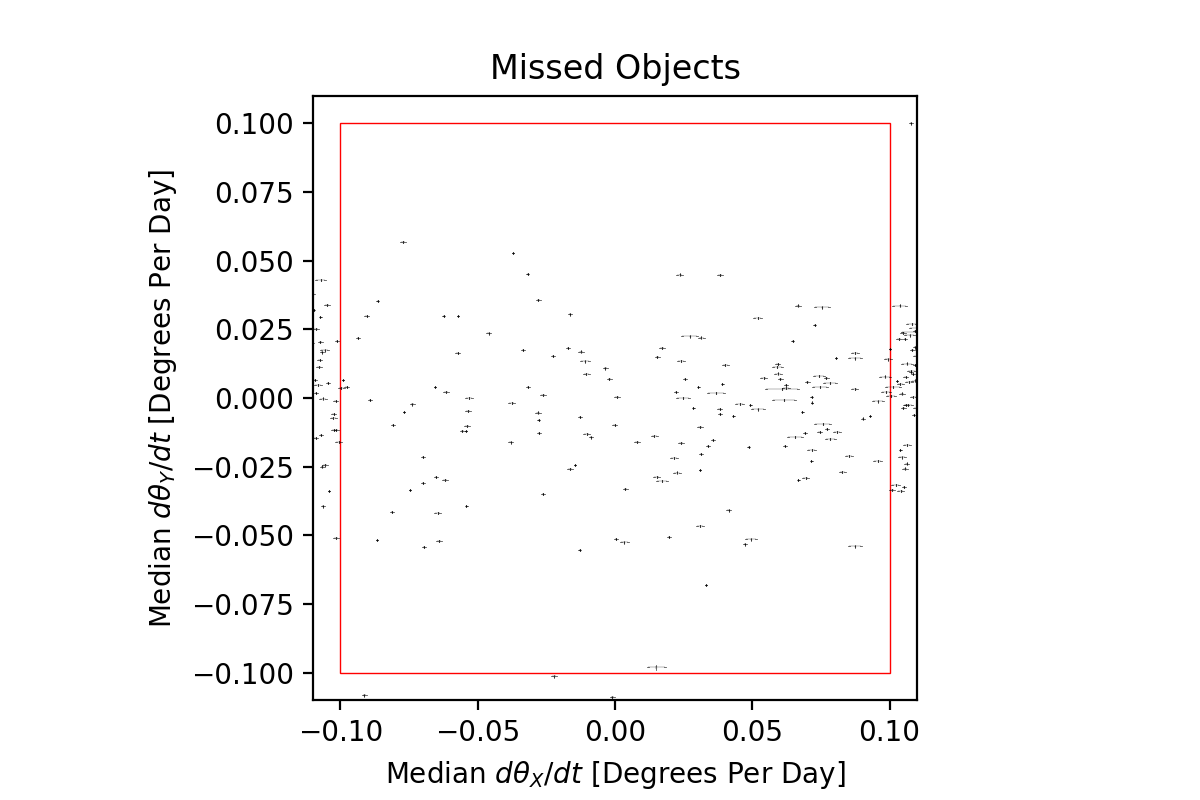 Missed Objects
0.100
0.075
0.050
0.025
0.000
−0.025
−0.050
−0.075
−0.100
Median dθY/dt [Degrees Per Day]
−0.10 −0.05 0.00 0.05 0.10
Median dθX/dt [Degrees Per Day]